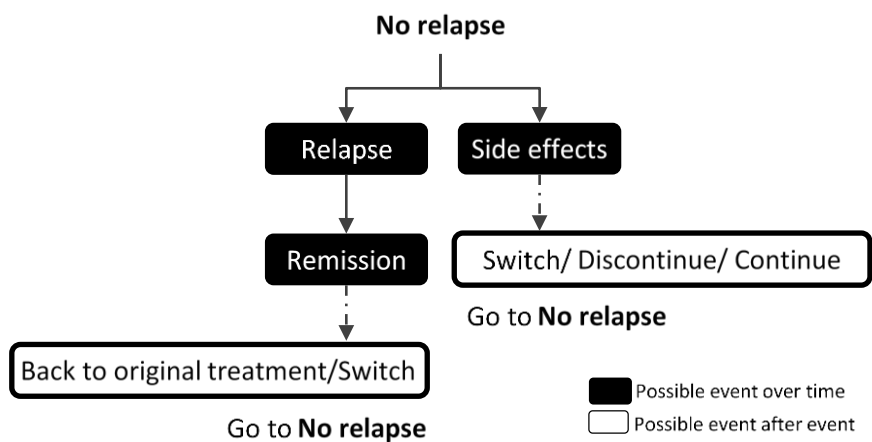 No relapse
Relapse
Side effects
Remission
Switch/ Discontinue/ Continue
Go to No relapse
Back to original treatment/Switch
Go to No relapse
Possible event over time
Possible event after event